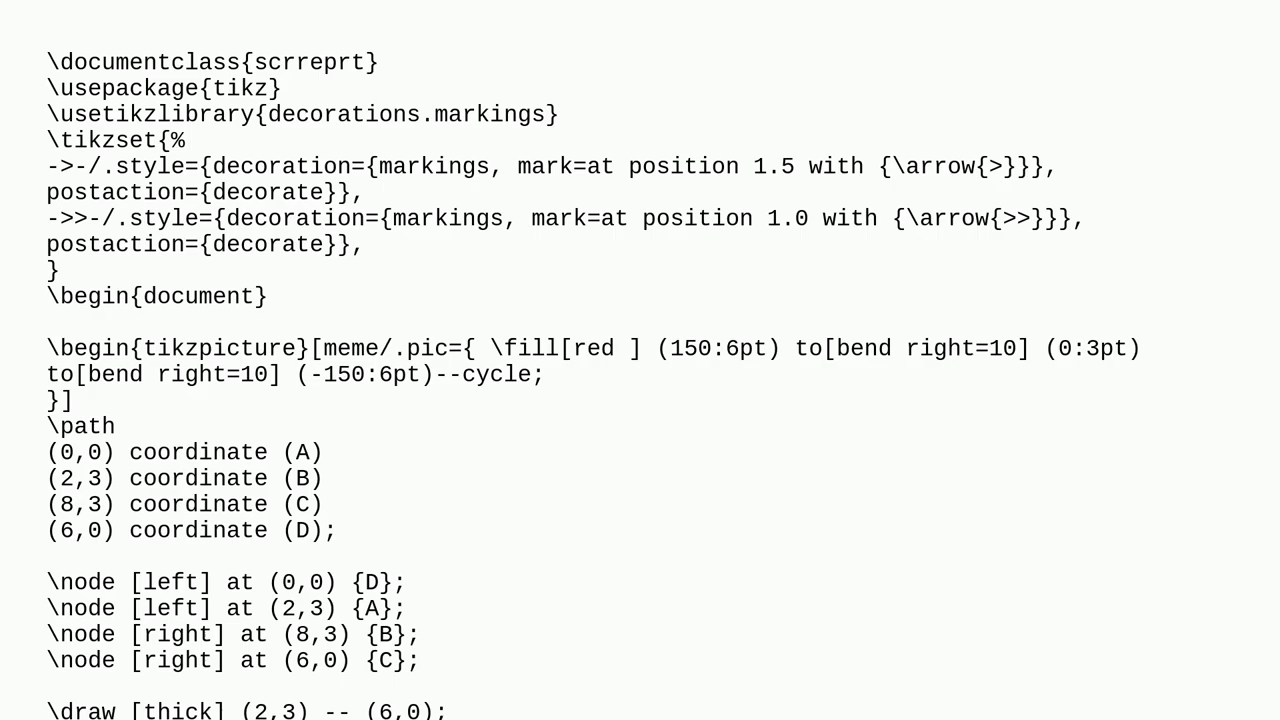 \documentclass{scrreprt}
\usepackage{tikz}
\usetikzlibrary{decorations.markings}
\tikzset{%
->-/.style={decoration={markings, mark=at position 1.5 with {\arrow{>}}},
postaction={decorate}},
->>-/.style={decoration={markings, mark=at position 1.0 with {\arrow{>>}}},
postaction={decorate}},
}
\begin{document}
\begin{tikzpicture}[meme/.pic={ \fill[red ] (150:6pt) to[bend right=10] (0:3pt)
to[bend right=10] (-150:6pt)--cycle;
}]
\path
(0,0) coordinate (A)
(2,3) coordinate (B)
(8,3) coordinate (C)
(6,0) coordinate (D);
\node [left] at (0,0) {D};
\node [left] at (2,3) {A};
\node [right] at (8,3) {B};
\node [right] at (6,0) {C};
\draw [thick] (2,3) -- (6,0);